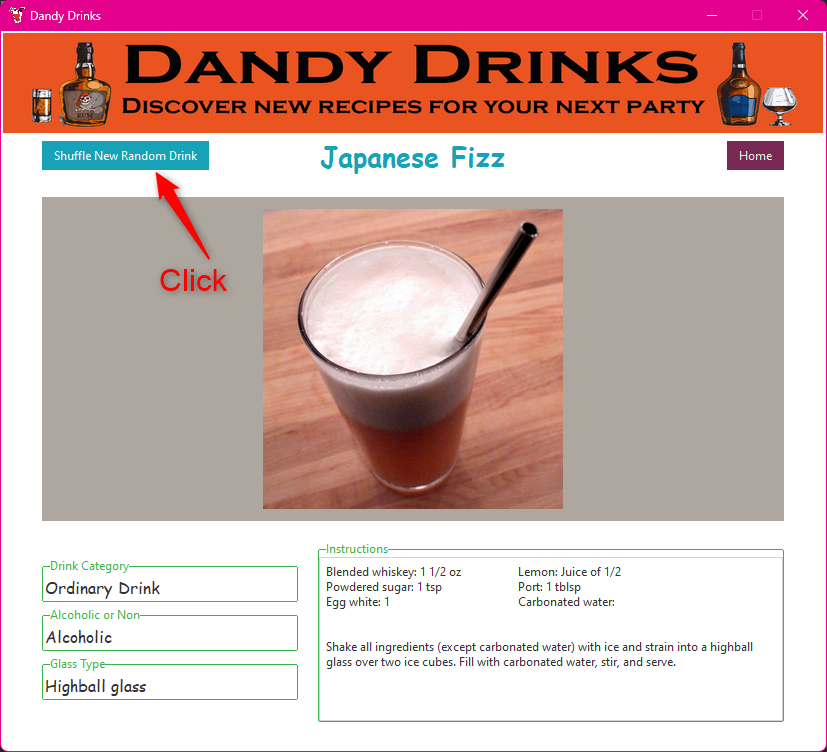 Dandy Drinks
DANDY DRINKS
DISCOVER NEW RECIPES FOR YOUR NEXT PARTY
RUM
Shuffle New Random Drink
Japanese Fizz
Home
Click
Drink Category
Ordinary Drink
Alcoholic or Non
Alcoholic
Glass Type
Highball glass
Instructions
Blended whiskey: 1 1/2 oz Lemon: Juice of 1/2
Powdered sugar: 1 tsp Port: 1 tblsp
Egg white: 1 Carbonated water:
Shake all ingredients (except carbonated water) with ice and strain into a highball
glass over two ice cubes. Fill with carbonated water, stir, and serve.